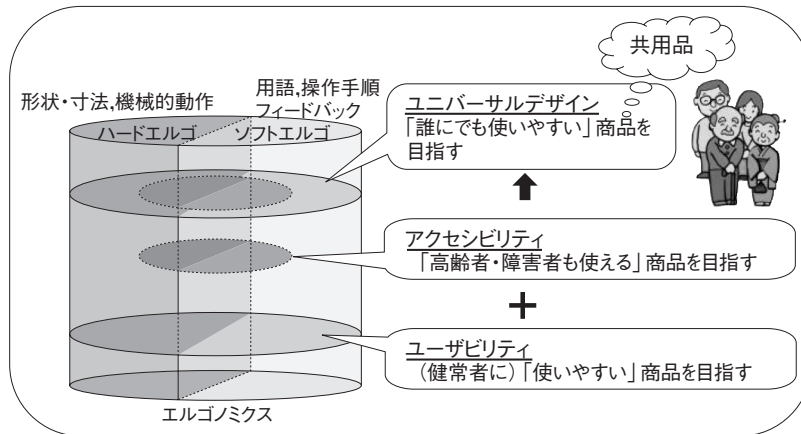 共用品
形状・寸法,機械的動作
用語,操作手順
フィードバック
ハードエルゴ
ソフトエルゴ
ユニバーサルデザイン
「誰にでも使いやすい」商品を
目指す
アクセシビリティ
「高齢者・障害者も使える」商品を目指す
+
ユーザビリティ
(健常者に)「使いやすい」商品を目指す
エルゴノミクス